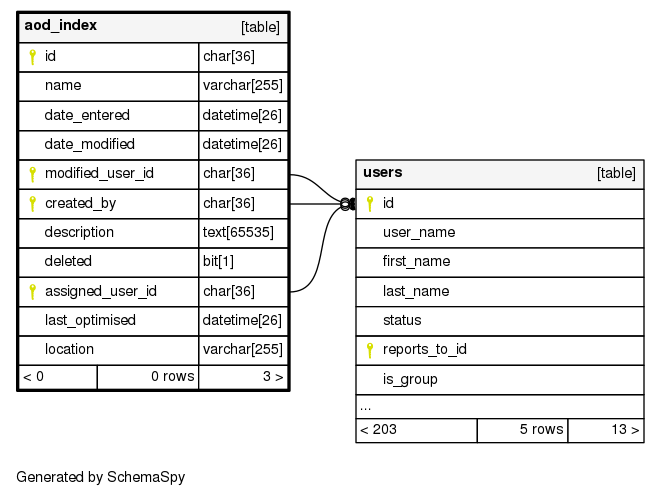 aod_index [table]
id char[36]
name varchar[255]
date_entered datetime[26]
date_modified datetime[26]
modified_user_id char[36]
created_by char[36]
description text[65535]
deleted bit[1]
assigned_user_id char[36]
last_optimised datetime[26]
location varchar[255]
< 0 0 rows 3 >
users [table]
id
user_name
first_name
last_name
status
reports_to_id
is_group
...
< 203 5 rows 13 >
Generated by SchemaSpy